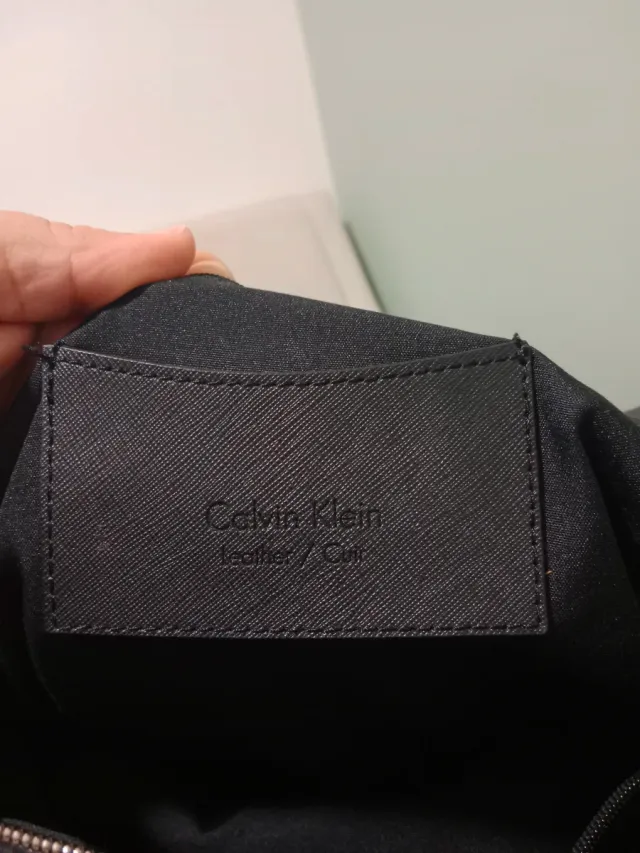 Calvin Klein
Leather / Cuir